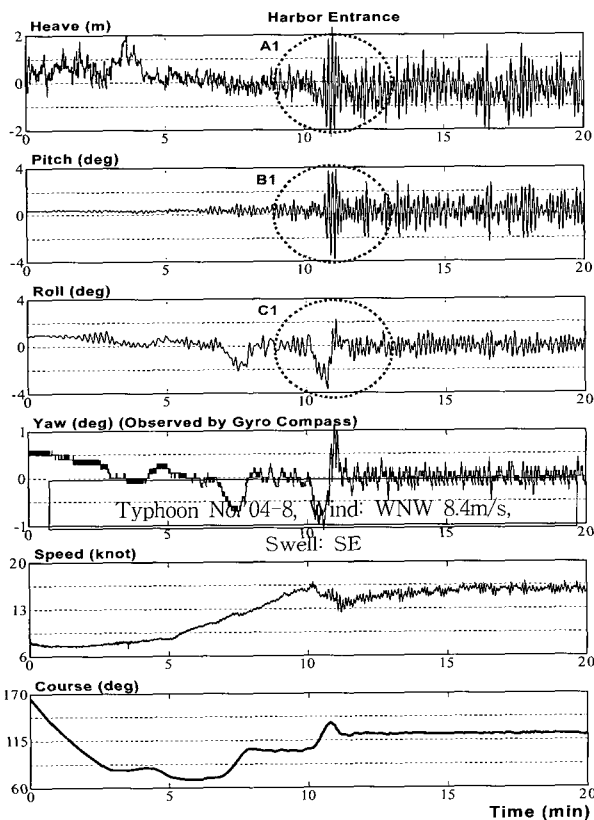 Harbor Entrance
Heave (m)
A1
2
0
-2
0 5 10 15 20
Pitch (deg)
B1
4
0
-4
0 5 10 15 20
Roll (deg)
C1
4
0
-4
0 5 10 15 20
Yaw (deg) (Observed by Gyro Compass)
1
0
-1
0 5 10 15 20
Typhoon No 04-8, Wind: WNW 8.4m/s,
Swell: SE
Speed (knot)
20
13
6
0 5 10 15 20
Course (deg)
170
115
60
0 5 10 15 20
Time (min)